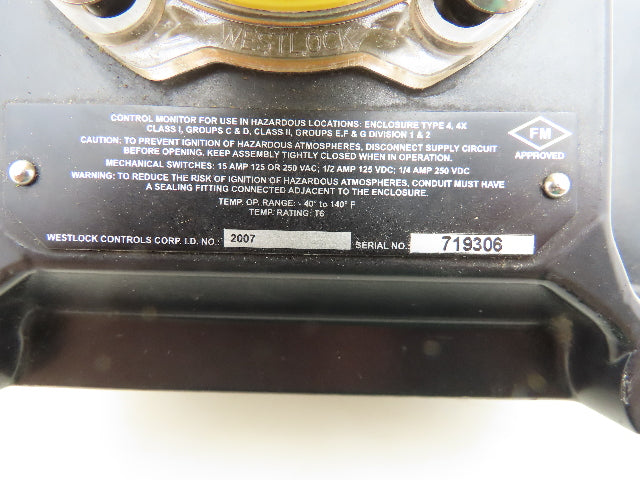 WESTLOCK
CONTROL MONITOR FOR USE IN HAZARDOUS LOCATIONS: ENCLOSURE TYPE 4, 4X
CLASS I, GROUPS C & D, CLASS II, GROUPS E,F & G DIVISION 1 & 2
CAUTION: TO PREVENT IGNITION OF HAZARDOUS ATMOSPHERES, DISCONNECT SUPPLY CIRCUIT
BEFORE OPENING. KEEP ASSEMBLY TIGHTLY CLOSED WHEN IN OPERATION.
MECHANICAL SWITCHES: 15 AMP 125 OR 250 VAC; 1/2 AMP 125 VDC; 1/4 AMP 250 VDC
WARNING: TO REDUCE THE RISK OF IGNITION OF HAZARDOUS ATMOSPHERES, CONDUIT MUST HAVE
A SEALING FITTING CONNECTED ADJACENT TO THE ENCLOSURE.
TEMP. OP. RANGE: - 40° to 140° F
TEMP. RATING: T6
FM
APPROVED
WESTLOCK CONTROLS CORP. I.D. NO.: 2007 SERIAL NO.: 719306